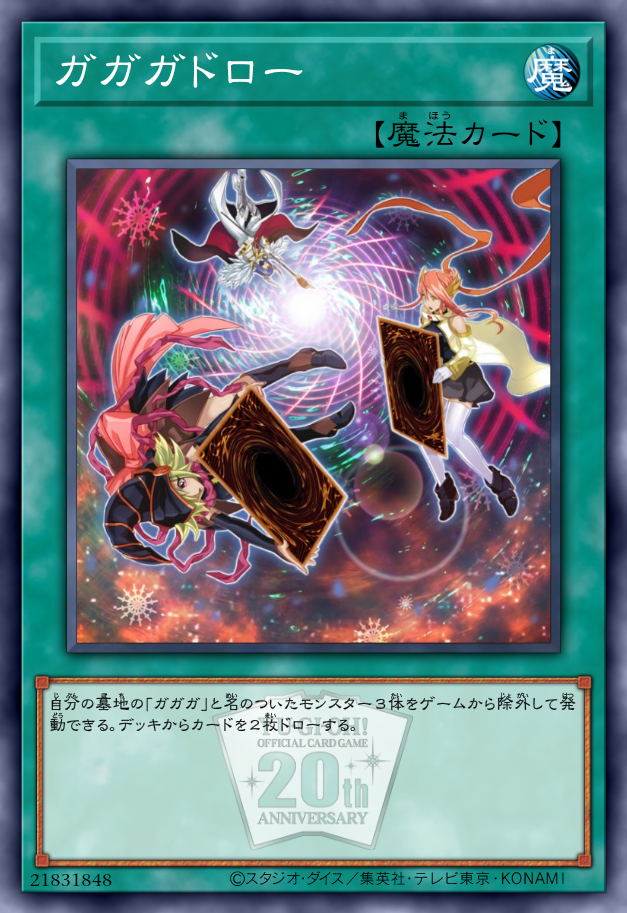 ガガガドロー
魔
ま
【魔法カード】
ま ほう
自分の墓地の「ガガガ」と名のついたモンスター3体をゲームから除外して発
動できる。デッキからカードを2枚ドローする。
YU-GI-OH!
OFFICIAL CARD GAME
20th
ANNIVERSARY
21831848
©スタジオ・ダイス/集英社・テレビ東京・KONAMI